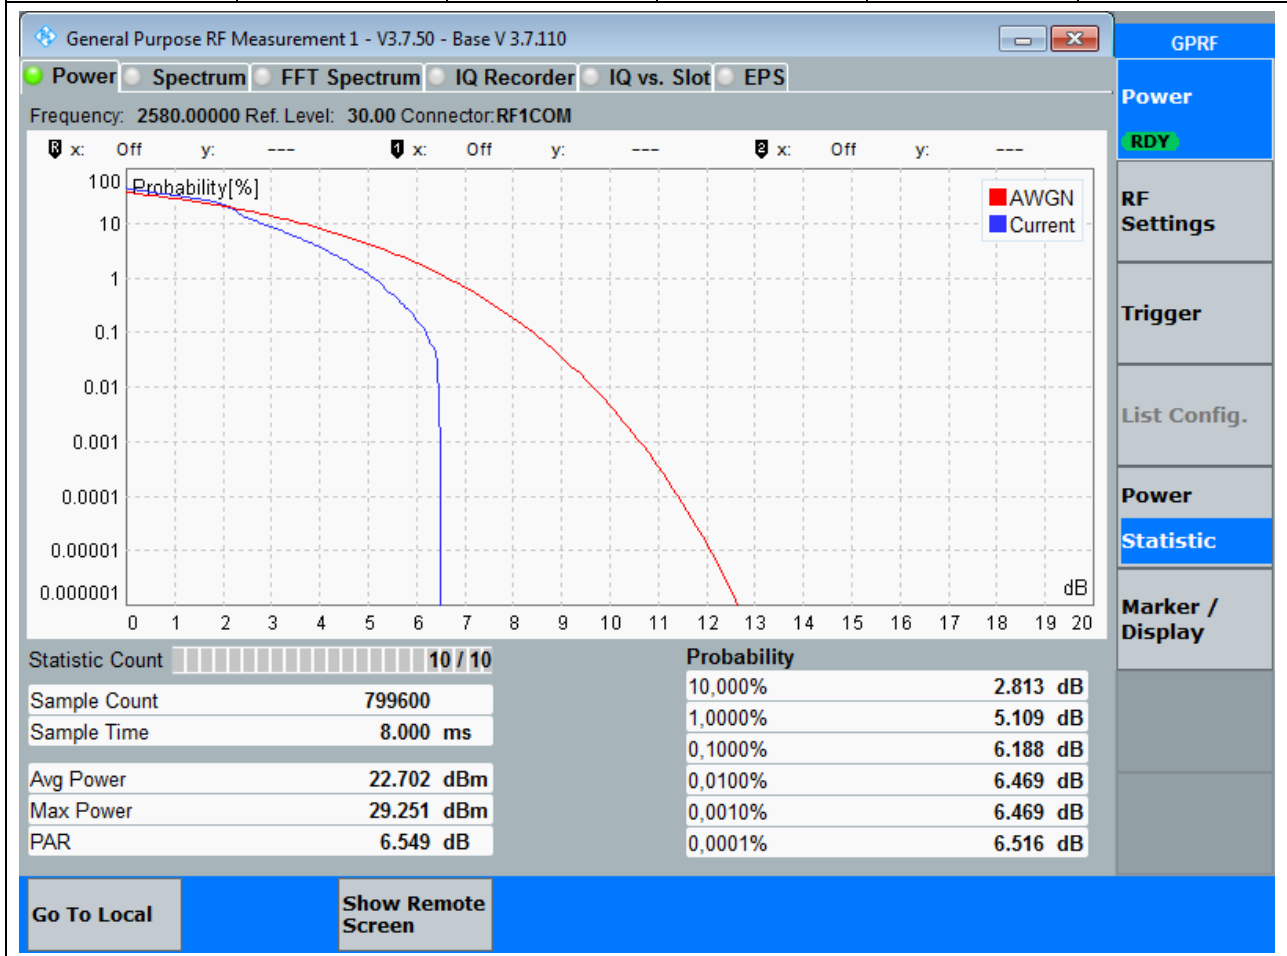 General Purpose RF Measurement 1 - V3.7.50 - Base V 3.7.110
GPRF
Power Spectrum FFT Spectrum IQ Recorder IQ vs. Slot EPS
Power
RDY
Frequency: 2580.00000 Ref. Level: 30.00 Connector: RF1COM
R x: Off y: --- 1 x: Off y: --- 2 x: Off y: ---
Probability[%]
AWGN
Current
100
10
1
0.1
0.01
0.001
0.0001
0.00001
0.000001
dB
0 1 2 3 4 5 6 7 8 9 10 11 12 13 14 15 16 17 18 19 20
RF
Settings
Trigger
List Config.
Power
Statistic
Marker /
Display
Statistic Count 10 / 10
Sample Count 799600
Sample Time 8.000 ms
Avg Power 22.702 dBm
Max Power 29.251 dBm
PAR 6.549 dB
Probability
10,000% 2.813 dB
1,0000% 5.109 dB
0,1000% 6.188 dB
0,0100% 6.469 dB
0,0010% 6.469 dB
0,0001% 6.516 dB
Go To Local
Show Remote
Screen